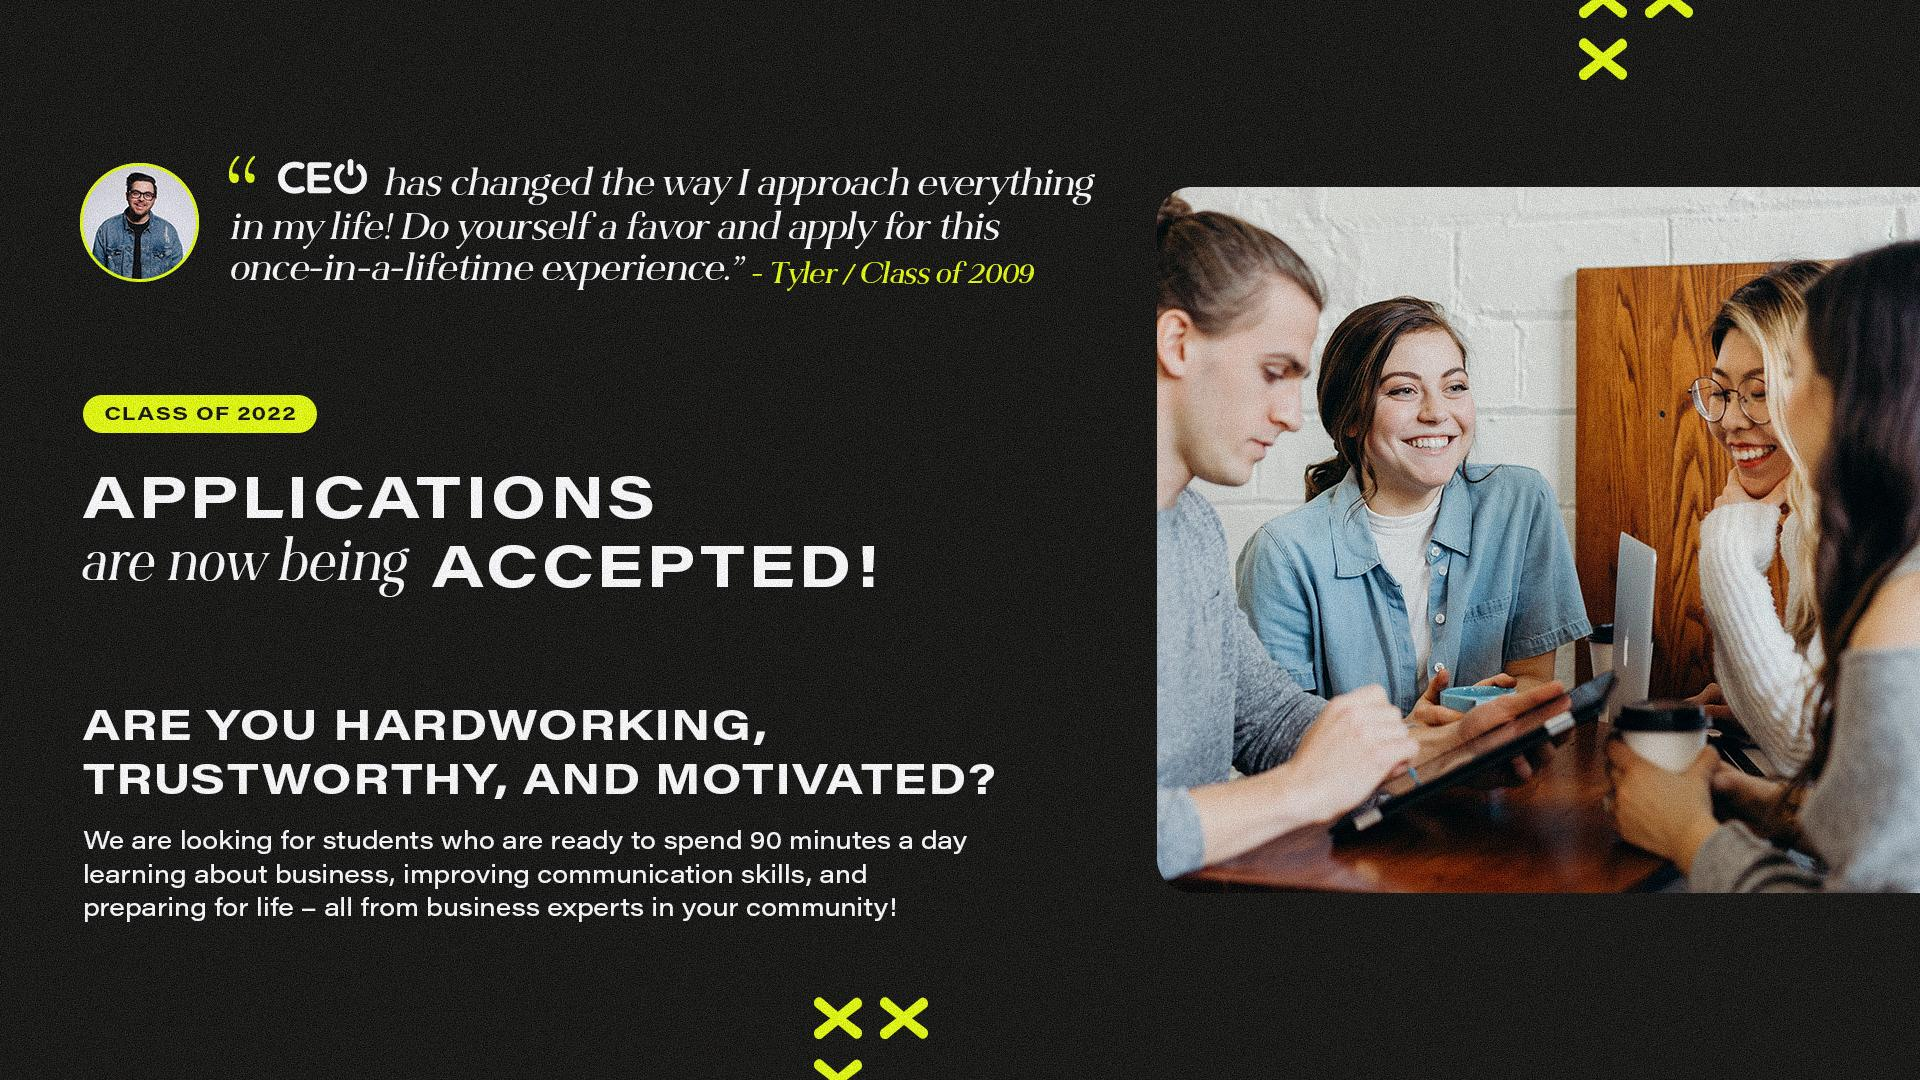 “ CEO has changed the way I approach everything
in my life! Do yourself a favor and apply for this
once-in-a-lifetime experience.” - Tyler / Class of 2009
CLASS OF 2022
APPLICATIONS
are now being ACCEPTED!
ARE YOU HARDWORKING,
TRUSTWORTHY, AND MOTIVATED?
We are looking for students who are ready to spend 90 minutes a day
learning about business, improving communication skills, and
preparing for life – all from business experts in your community!